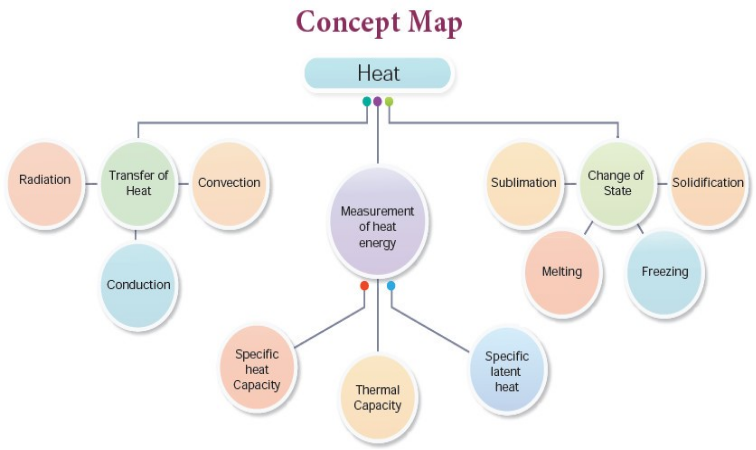 Concept Map
Heat
Radiation
Transfer of
Heat
Convection
Conduction
Measurement
of heat
energy
Specific
heat
Capacity
Thermal
Capacity
Specific
latent
heat
Sublimation
Change of
State
Solidification
Melting
Freezing